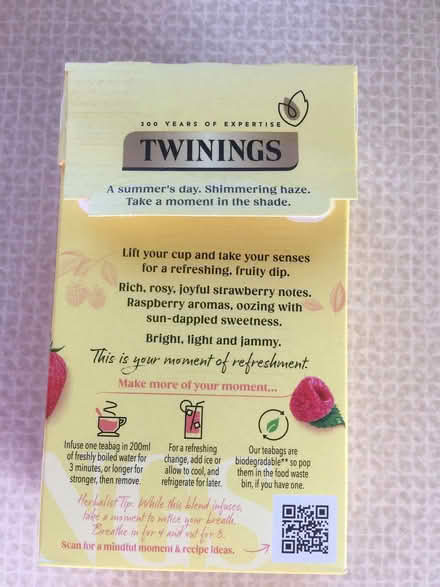 300 YEARS OF EXPERTISE
TWININGS
A summer's day. Shimmering haze.
Take a moment in the shade.
Lift your cup and take your senses
for a refreshing, fruity dip.
Rich, rosy, joyful strawberry notes.
Raspberry aromas, oozing with
sun-dappled sweetness.
Bright, light and jammy.
This is your moment of refreshment.
Make more of your moment...
Infuse one teabag in 200ml
of freshly boiled water for
3 minutes, or longer for
stronger, then remove.
For a refreshing
change, add ice or
allow to cool, and
refrigerate for later.
Our teabags are
biodegradable** so pop
them in the food waste
bin, if you have one.
Herbalist Tip: While this blend infuses,
take a moment to notice your breath.
Breathe in for 4 and out for 8.
Scan for a mindful moment & recipe ideas.